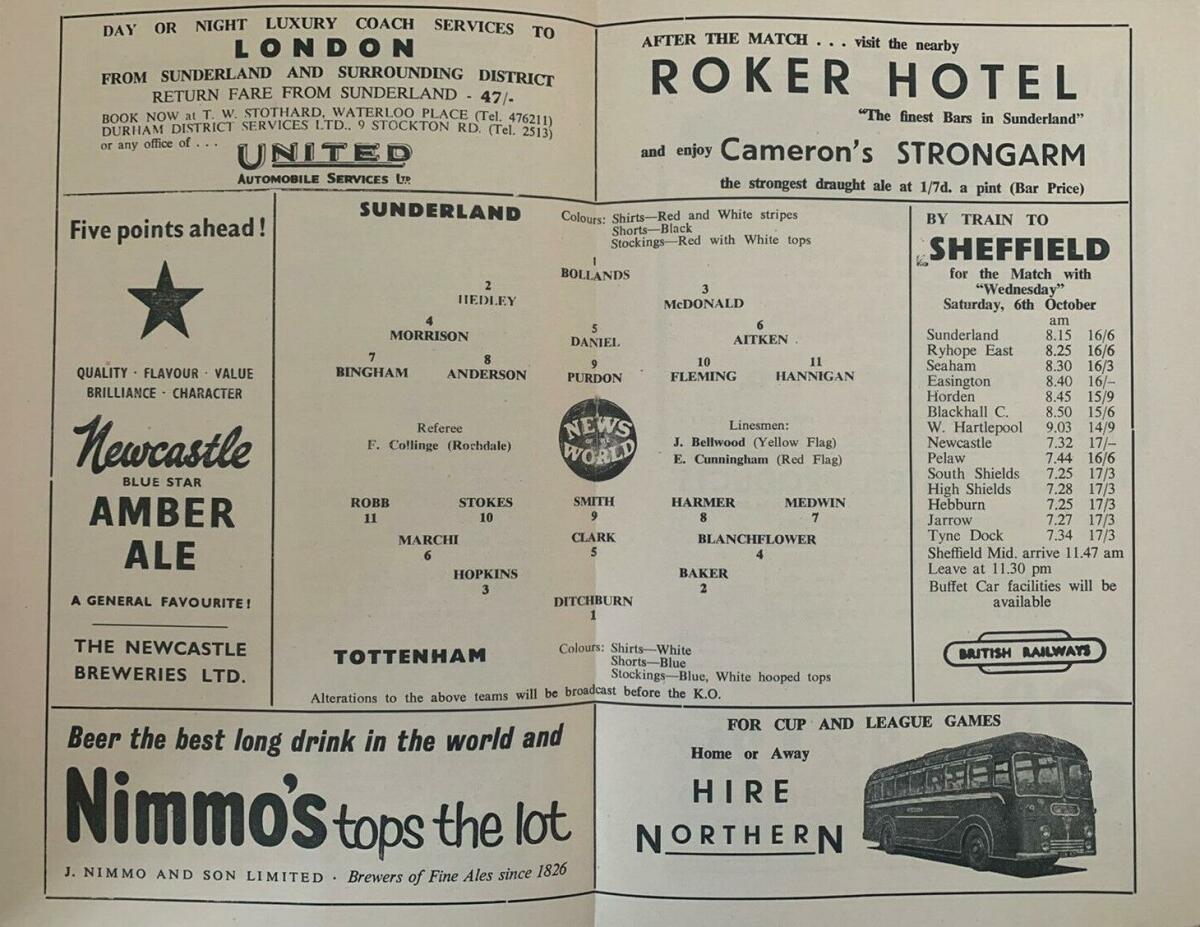 DAY OR NIGHT LUXURY COACH SERVICES TO
LONDON
FROM SUNDERLAND AND SURROUNDING DISTRICT
RETURN FARE FROM SUNDERLAND - 47/-
BOOK NOW at T. W. STOTHARD, WATERLOO PLACE (Tel. 476211)
DURHAM DISTRICT SERVICES LTD., 9 STOCKTON RD. (Tel. 2513)
or any office of . . .
UNITED
AUTOMOBILE SERVICES LTD.
AFTER THE MATCH . . . visit the nearby
ROKER HOTEL
"The finest Bars in Sunderland"
and enjoy Cameron's STRONGARM
the strongest draught ale at 1/7d. a pint (Bar Price)
Five points ahead!
QUALITY · FLAVOUR · VALUE
BRILLIANCE · CHARACTER
Newcastle
BLUE STAR
AMBER
ALE
A GENERAL FAVOURITE!
THE NEWCASTLE
BREWERIES LTD.
SUNDERLAND
Colours: Shirts—Red and White stripes
Shorts—Black
Stockings—Red with White tops
1
BOLLANDS
2 3
HEDLEY McDONALD
4 5 6
MORRISON DANIEL AITKEN
7 8 9 10 11
BINGHAM ANDERSON PURDON FLEMING HANNIGAN
Referee
F. Collinge (Rochdale)
NEWS
OF THE
WORLD
Linesmen:
J. Bellwood (Yellow Flag)
E. Cunningham (Red Flag)
ROBB STOKES SMITH HARMER MEDWIN
11 10 9 8 7
MARCHI CLARK BLANCHFLOWER
6 5 4
HOPKINS BAKER
3 2
DITCHBURN
1
TOTTENHAM
Colours: Shirts—White
Shorts—Blue
Stockings—Blue, White hooped tops
Alterations to the above teams will be broadcast before the K.O.
BY TRAIN TO
SHEFFIELD
for the Match with
"Wednesday"
Saturday, 6th October
am
Sunderland 8.15 16/6
Ryhope East 8.25 16/6
Seaham 8.30 16/3
Easington 8.40 16/–
Horden 8.45 15/9
Blackhall C. 8.50 15/6
W. Hartlepool 9.03 14/9
Newcastle 7.32 17/–
Pelaw 7.44 16/6
South Shields 7.25 17/3
High Shields 7.28 17/3
Hebburn 7.25 17/3
Jarrow 7.27 17/3
Tyne Dock 7.34 17/3
Sheffield Mid. arrive 11.47 am
Leave at 11.30 pm
Buffet Car facilities will be
available
BRITISH RAILWAYS
Beer the best long drink in the world and
Nimmo's tops the lot
J. NIMMO AND SON LIMITED · Brewers of Fine Ales since 1826
FOR CUP AND LEAGUE GAMES
Home or Away
HIRE
NORTHERN